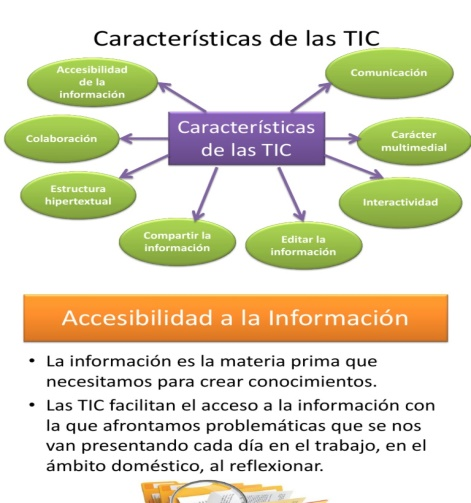 Características de las TIC
Accesibilidad
de la
información
Comunicación
Características
de las TIC
Colaboración
Carácter
multimedial
Estructura
hipertextual
Interactividad
Compartir la
información
Editar la
información
Accesibilidad a la Información
• La información es la materia prima que
necesitamos para crear conocimientos.
• Las TIC facilitan el acceso a la información con
la que afrontamos problemáticas que se nos
van presentando cada día en el trabajo, en el
ámbito doméstico, al reflexionar.